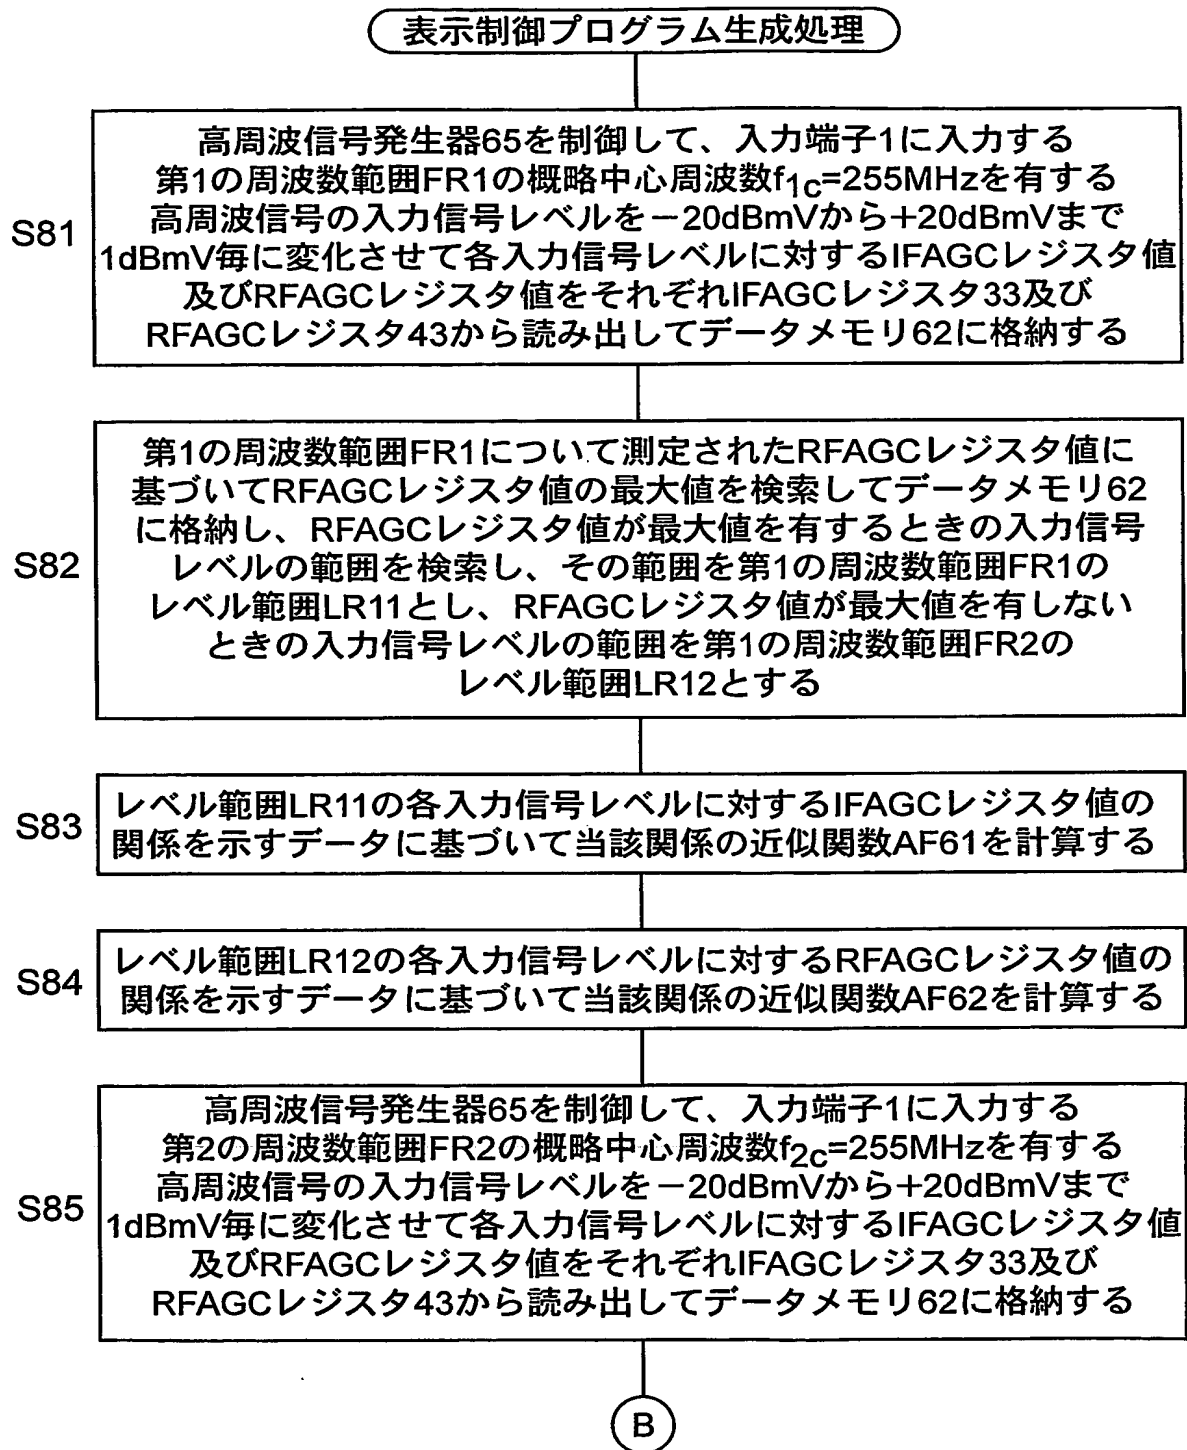 表示制御プログラム生成処理
S81
高周波信号発生器65を制御して、入力端子1に入力する
第1の周波数範囲FR1の概略中心周波数f1C=255MHzを有する
高周波信号の入力信号レベルを－20dBmVから＋20dBmVまで
1dBmV毎に変化させて各入力信号レベルに対するIFAGCレジスタ値
及びRFAGCレジスタ値をそれぞれIFAGCレジスタ33及び
RFAGCレジスタ43から読み出してデータメモリ62に格納する
S82
第1の周波数範囲FR1について測定されたRFAGCレジスタ値に
基づいてRFAGCレジスタ値の最大値を検索してデータメモリ62
に格納し、RFAGCレジスタ値が最大値を有するときの入力信号
レベルの範囲を検索し、その範囲を第1の周波数範囲FR1の
レベル範囲LR11とし、RFAGCレジスタ値が最大値を有しない
ときの入力信号レベルの範囲を第1の周波数範囲FR2の
レベル範囲LR12とする
S83
レベル範囲LR11の各入力信号レベルに対するIFAGCレジスタ値の
関係を示すデータに基づいて当該関係の近似関数AF61を計算する
S84
レベル範囲LR12の各入力信号レベルに対するRFAGCレジスタ値の
関係を示すデータに基づいて当該関係の近似関数AF62を計算する
S85
高周波信号発生器65を制御して、入力端子1に入力する
第2の周波数範囲FR2の概略中心周波数f2C=255MHzを有する
高周波信号の入力信号レベルを－20dBmVから＋20dBmVまで
1dBmV毎に変化させて各入力信号レベルに対するIFAGCレジスタ値
及びRFAGCレジスタ値をそれぞれIFAGCレジスタ33及び
RFAGCレジスタ43から読み出してデータメモリ62に格納する
B